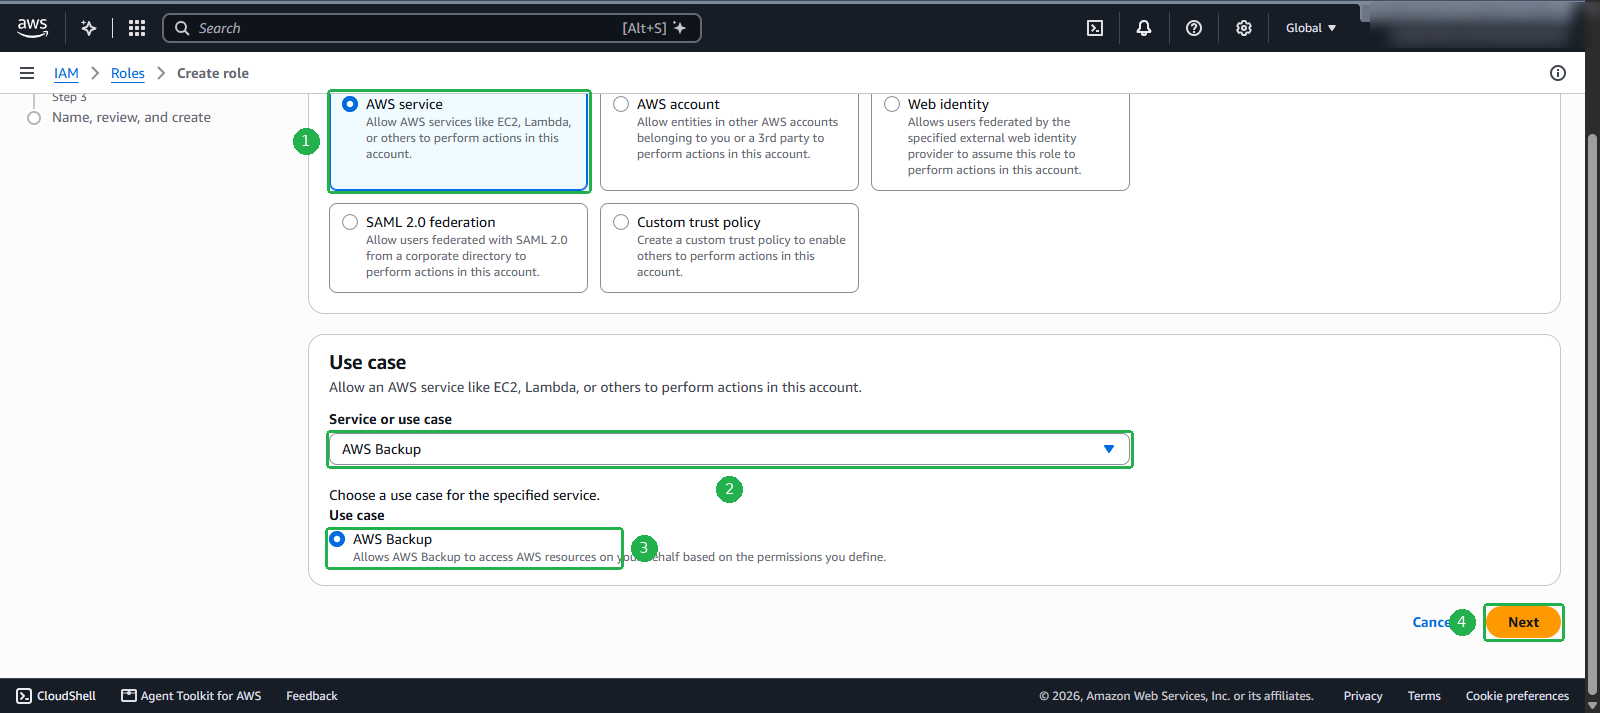 aws
Search
[Alt+S]
Global
IAM
Roles
Create role
Step 3
Name, review, and create
1
AWS service
Allow AWS services like EC2, Lambda,
or others to perform actions in this
account.
AWS account
Allow entities in other AWS accounts
belonging to you or a 3rd party to
perform actions in this account.
Web identity
Allows users federated by the
specified external web identity
provider to assume this role to
perform actions in this account.
SAML 2.0 federation
Allow users federated with SAML 2.0
from a corporate directory to
perform actions in this account.
Custom trust policy
Create a custom trust policy to enable
others to perform actions in this
account.
Use case
Allow an AWS service like EC2, Lambda, or others to perform actions in this account.
Service or use case
AWS Backup
2
Choose a use case for the specified service.
Use case
AWS Backup
3
Allows AWS Backup to access AWS resources on your behalf based on the permissions you define.
Cancel
4
Next
CloudShell
Agent Toolkit for AWS
Feedback
© 2026, Amazon Web Services, Inc. or its affiliates.
Privacy
Terms
Cookie preferences